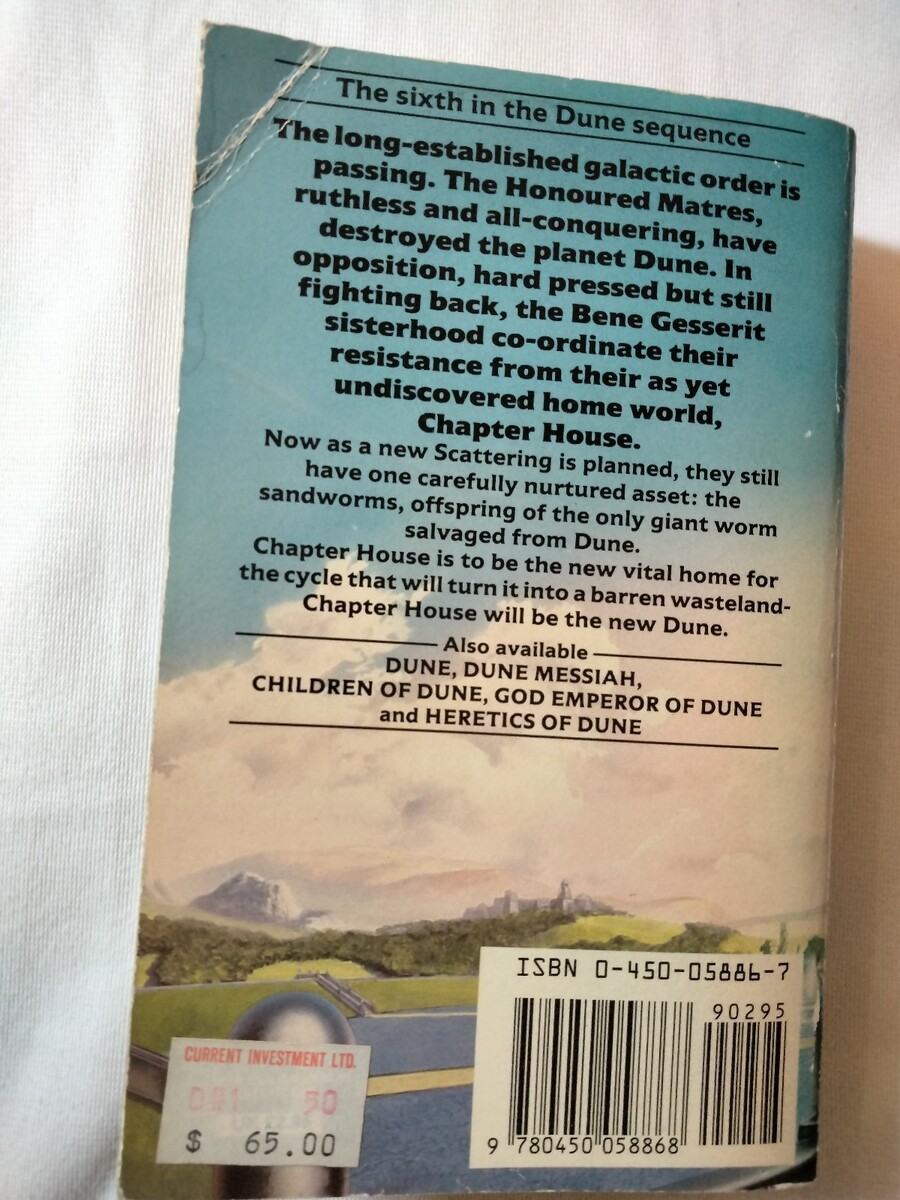 The sixth in the Dune sequence
The long-established galactic order is
passing. The Honoured Matres,
ruthless and all-conquering, have
destroyed the planet Dune. In
opposition, hard pressed but still
fighting back, the Bene Gesserit
sisterhood co-ordinate their
resistance from their as yet
undiscovered home world,
Chapter House.
Now as a new Scattering is planned, they still
have one carefully nurtured asset: the
sandworms, offspring of the only giant worm
salvaged from Dune.
Chapter House is to be the new vital home for
the cycle that will turn it into a barren wasteland-
Chapter House will be the new Dune.
Also available
DUNE, DUNE MESSIAH,
CHILDREN OF DUNE, GOD EMPEROR OF DUNE
and HERETICS OF DUNE
ISBN 0-450-05886-7
90295
9 780450 058868
CURRENT INVESTMENT LTD.
50
$ 65.00